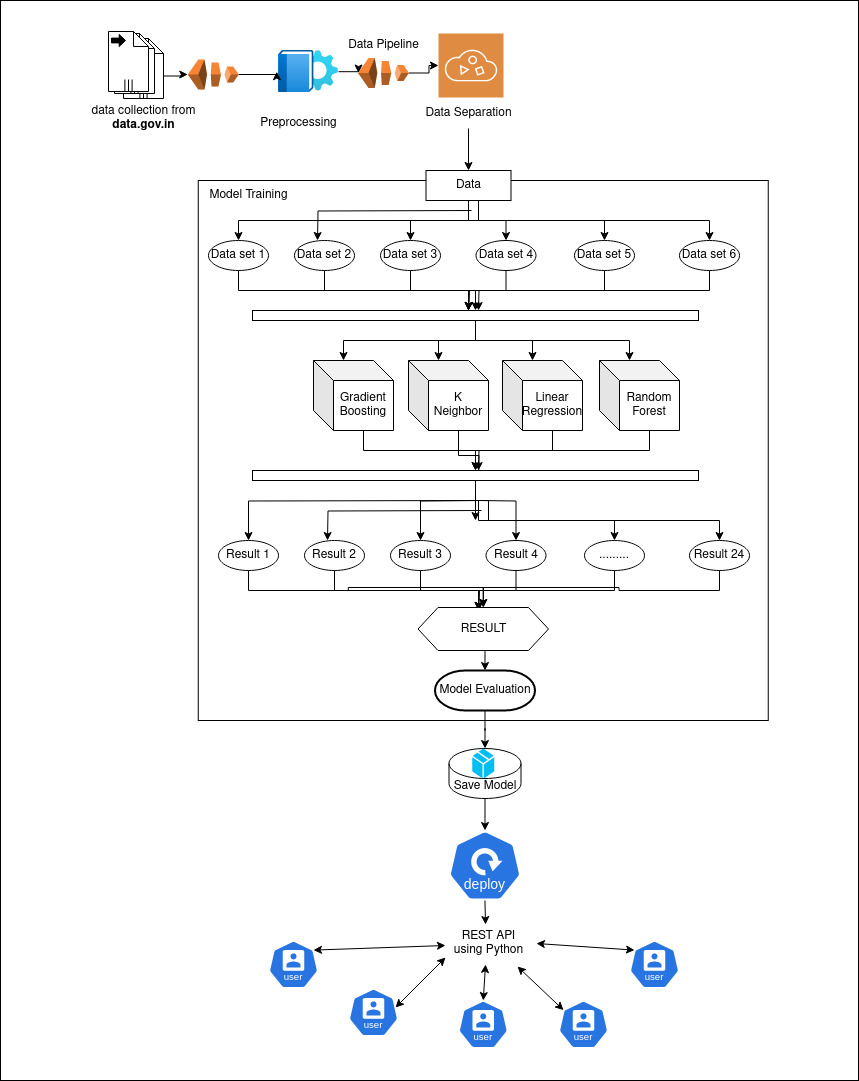 Data Pipeline
data collection from
data.gov.in
Preprocessing
Data Separation
Data
Model Training
Data set 1
Data set 2
Data set 3
Data set 4
Data set 5
Data set 6
Gradient
Boosting
K
Neighbor
Linear
Regression
Random
Forest
Result 1
Result 2
Result 3
Result 4
.........
Result 24
RESULT
Model Evaluation
Save Model
deploy
REST API
using Python
user
user
user
user
user